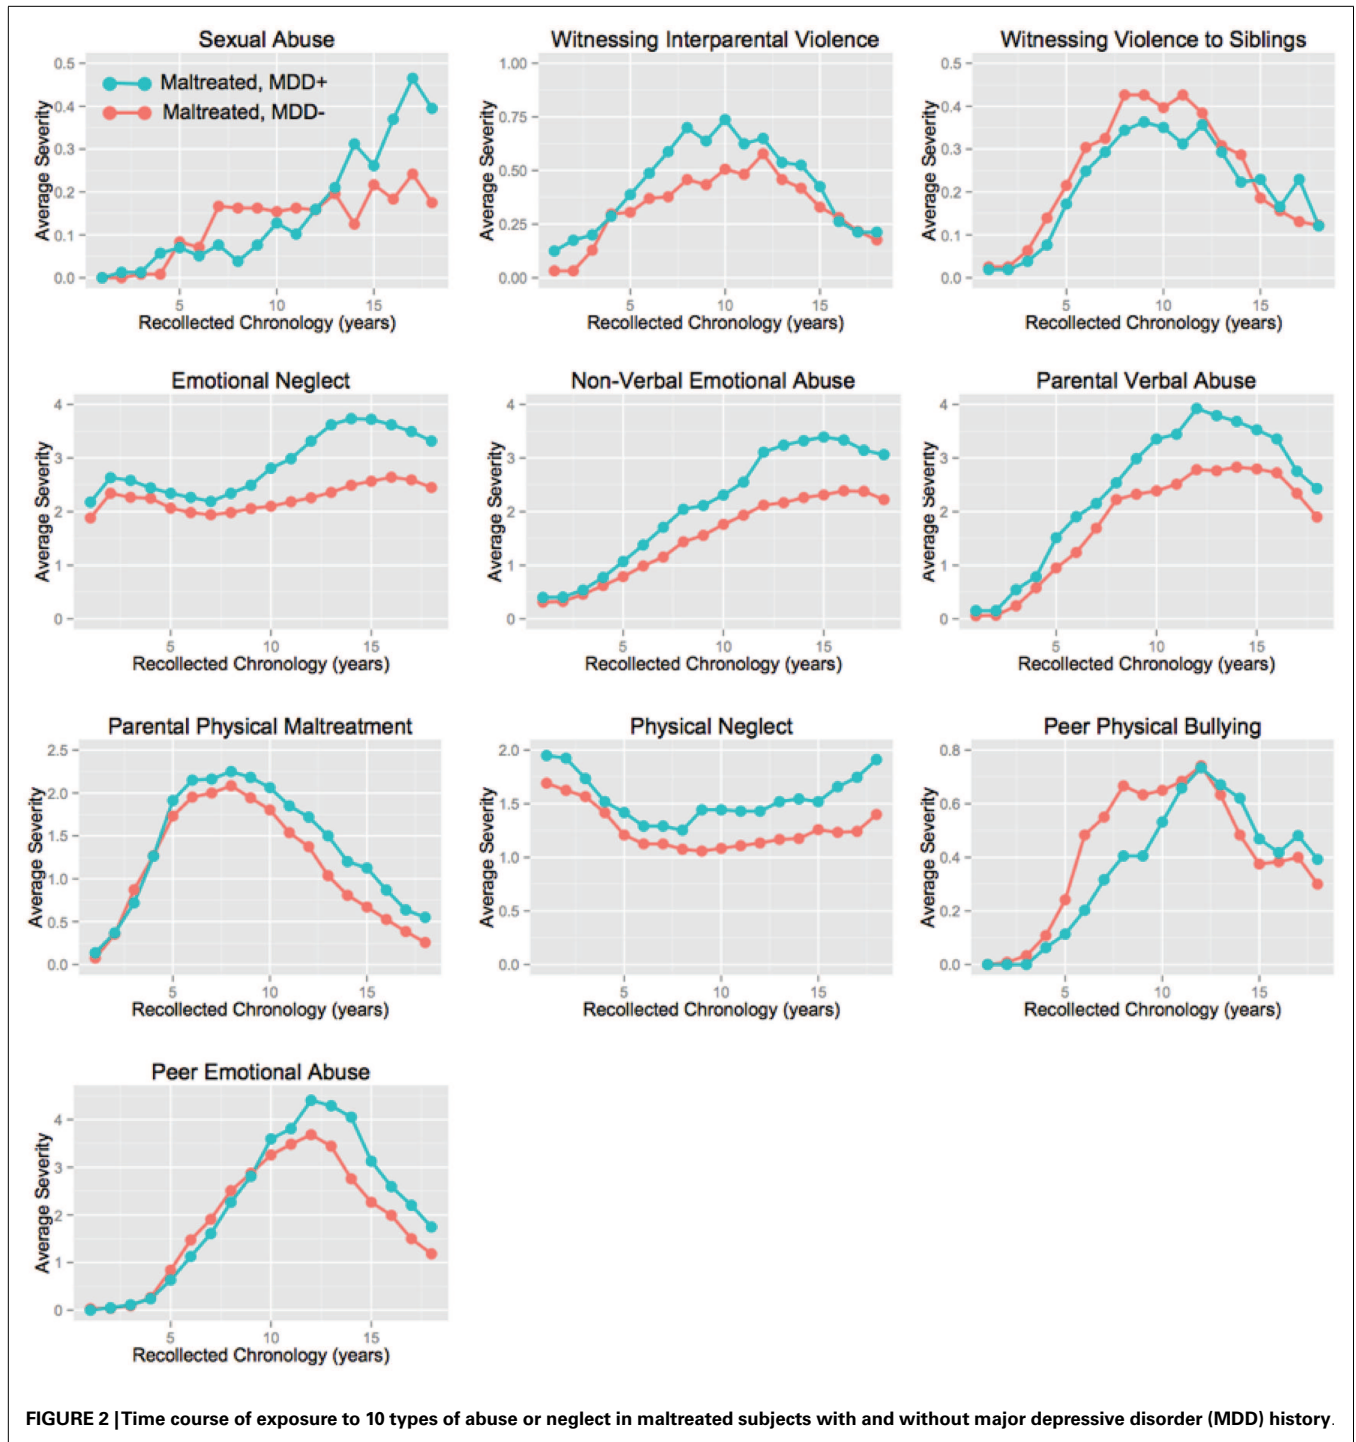 Sexual Abuse
0.5
0.4
0.3
0.2
0.1
0.0
Average Severity
Maltreated, MDD+
Maltreated, MDD-
5
10
15
Recollected Chronology (years)
Witnessing Interparental Violence
1.00
0.75
0.50
0.25
0.00
Average Severity
5
10
15
Recollected Chronology (years)
Witnessing Violence to Siblings
0.5
0.4
0.3
0.2
0.1
0.0
Average Severity
5
10
15
Recollected Chronology (years)
Emotional Neglect
4
3
2
1
0
Average Severity
5
10
15
Recollected Chronology (years)
Non-Verbal Emotional Abuse
4
3
2
1
0
Average Severity
5
10
15
Recollected Chronology (years)
Parental Verbal Abuse
4
3
2
1
0
Average Severity
5
10
15
Recollected Chronology (years)
Parental Physical Maltreatment
2.5
2.0
1.5
1.0
0.5
0.0
Average Severity
5
10
15
Recollected Chronology (years)
Physical Neglect
2.0
1.5
1.0
0.5
0.0
Average Severity
5
10
15
Recollected Chronology (years)
Peer Physical Bullying
0.8
0.6
0.4
0.2
0.0
Average Severity
5
10
15
Recollected Chronology (years)
Peer Emotional Abuse
4
3
2
1
0
Average Severity
5
10
15
Recollected Chronology (years)
FIGURE 2 | Time course of exposure to 10 types of abuse or neglect in maltreated subjects with and without major depressive disorder (MDD) history.